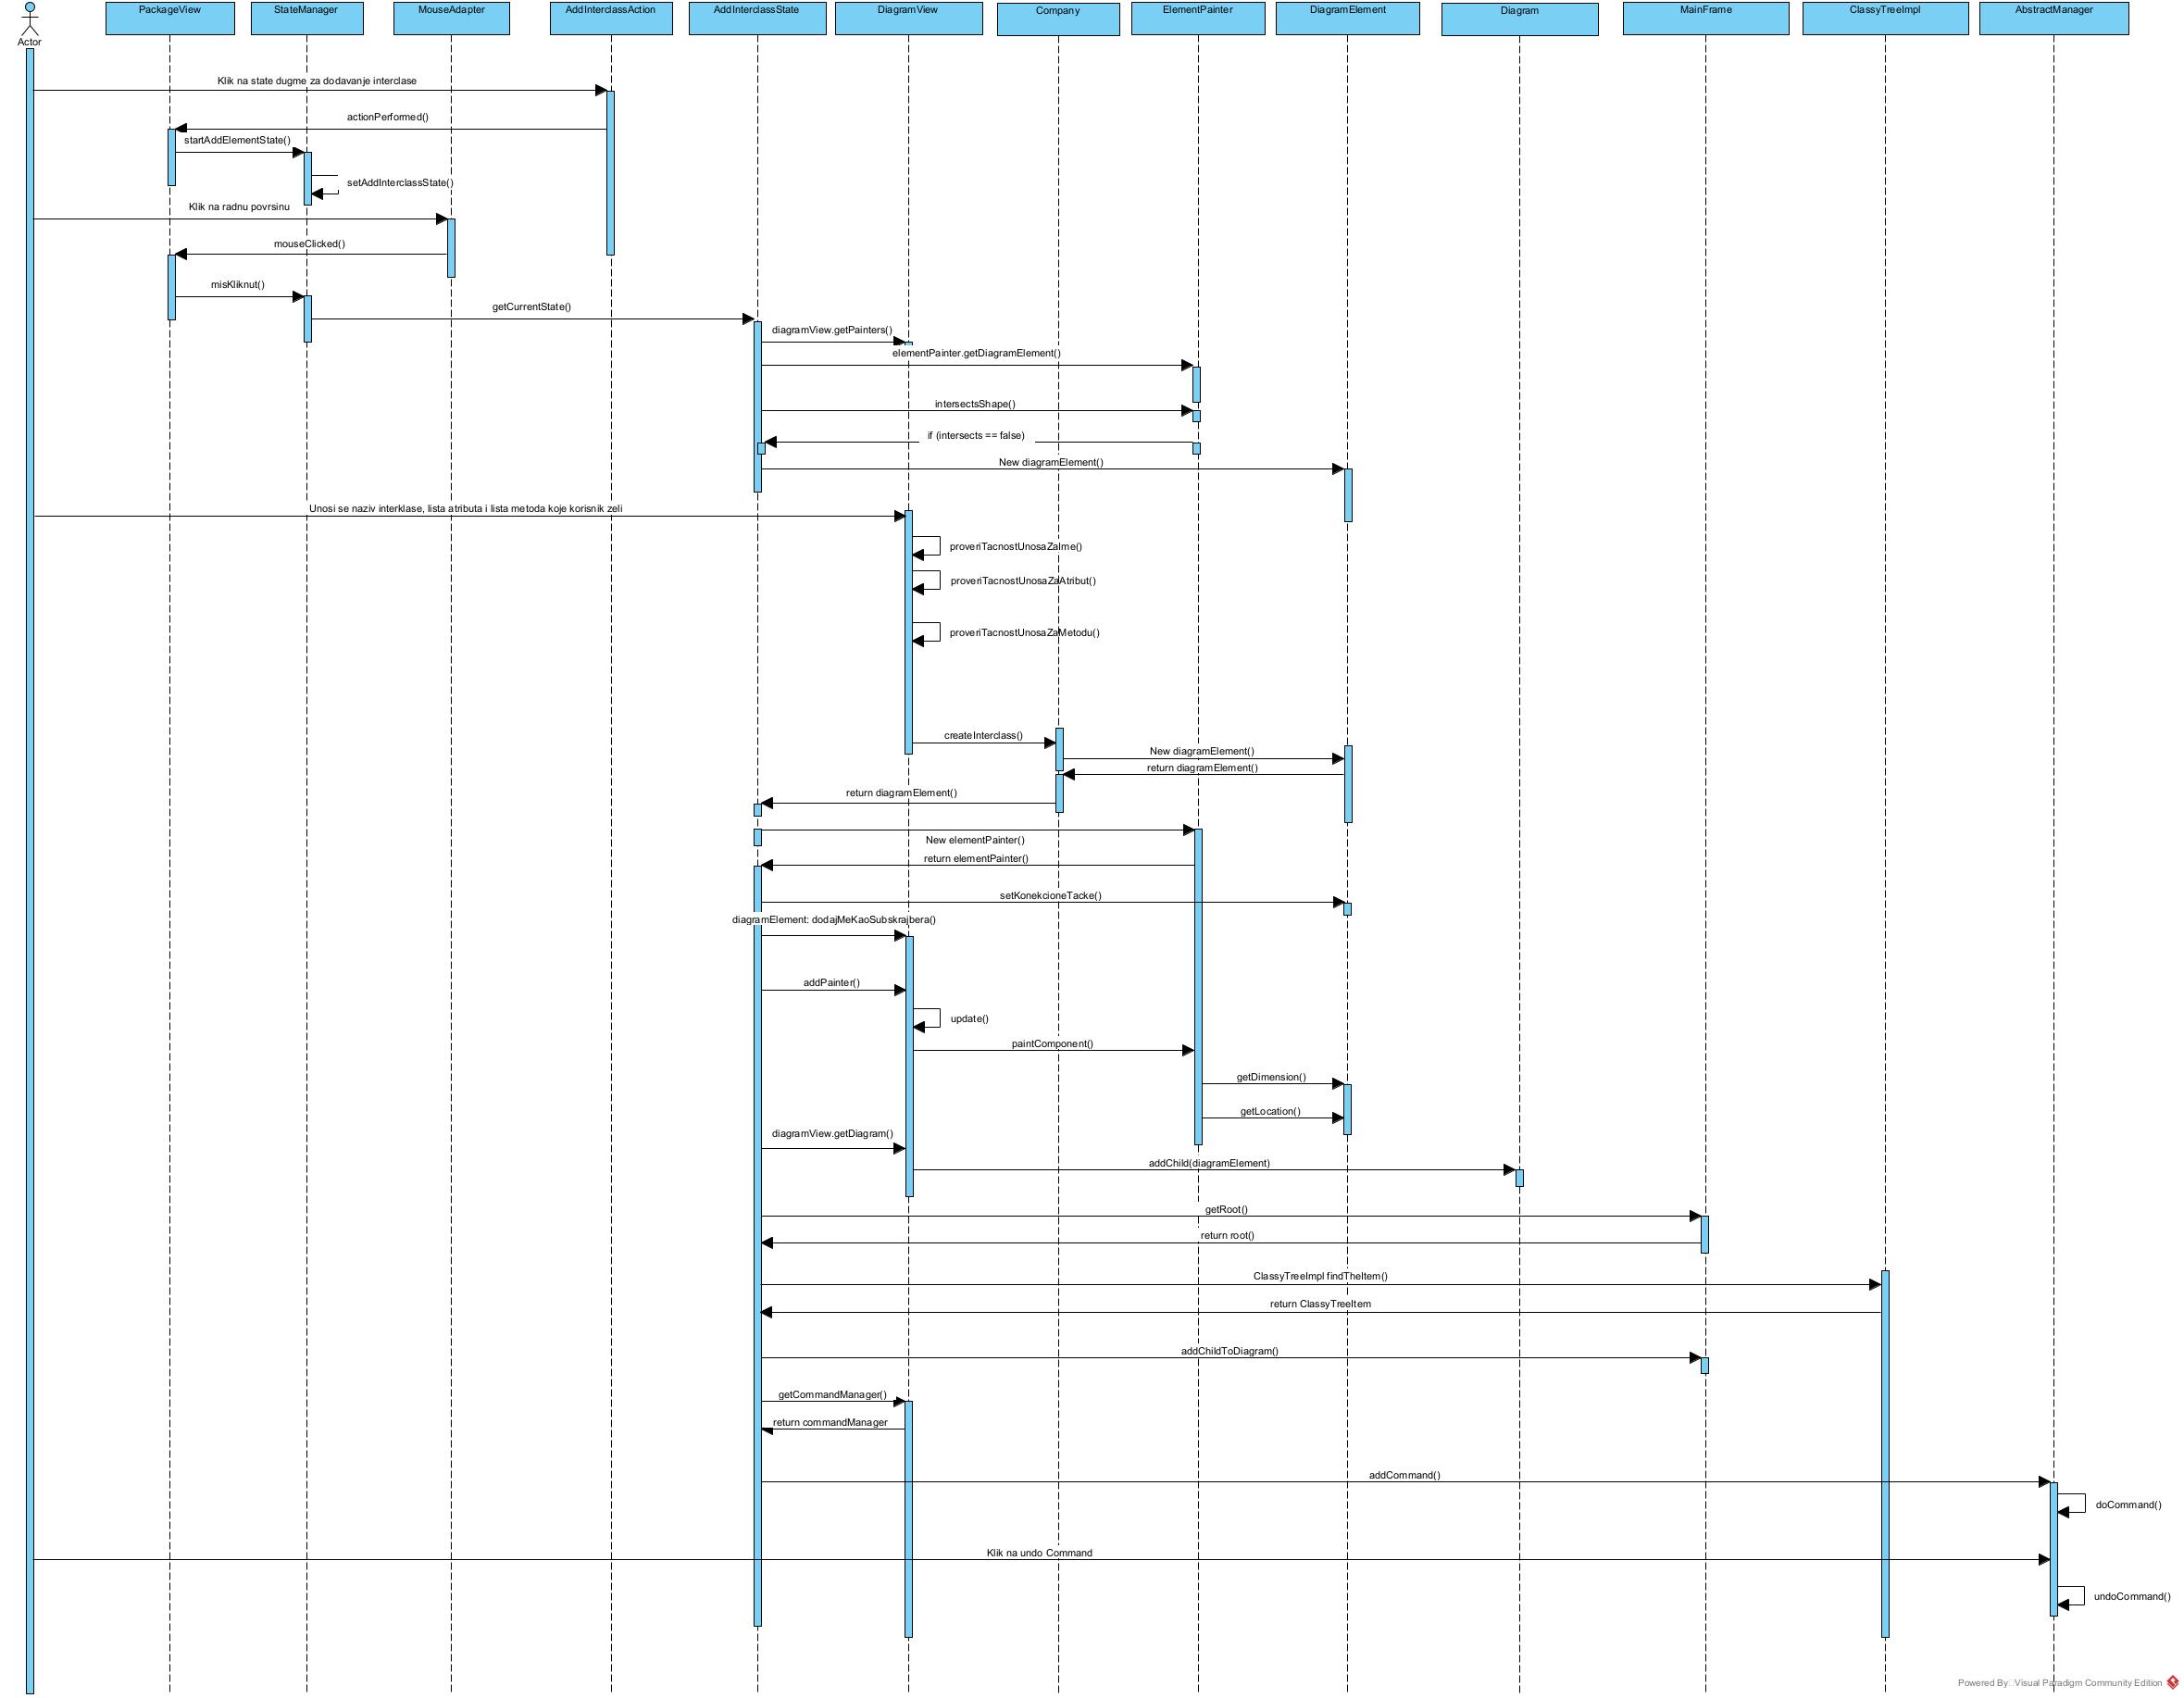 PackageView
StateManager
MouseAdapter
AddInterclassAction
AddInterclassState
DiagramView
Company
ElementPainter
DiagramElement
Diagram
MainFrame
ClassyTreeImpl
AbstractManager
Actor
Klik na state dugme za dodavanje interclase
actionPerformed()
startAddElementState()
setAddInterclassState()
Klik na radnu povrsinu
mouseClicked()
misKliknut()
getCurrentState()
diagramView.getPainters()
elementPainter.getDiagramElement()
intersectsShape()
if (intersects == false)
New diagramElement()
Unosi se naziv interklase, lista atributa i lista metoda koje korisnik zeli
proveriTacnostUnosaZaIme()
proveriTacnostUnosaZaAtribut()
proveriTacnostUnosaZaMetodu()
createInterclass()
New diagramElement()
return diagramElement()
return diagramElement()
New elementPainter()
return elementPainter()
setKonekcioneTacke()
diagramElement: dodajMeKaoSubskrajbera()
addPainter()
update()
paintComponent()
getDimension()
getLocation()
diagramView.getDiagram()
addChild(diagramElement)
getRoot()
return root()
ClassyTreeImpl findTheItem()
return ClassyTreeItem
addChildToDiagram()
getCommandManager()
return commandManager
addCommand()
doCommand()
Klik na undo Command
undoCommand()
Powered By Visual Paradigm Community Edition